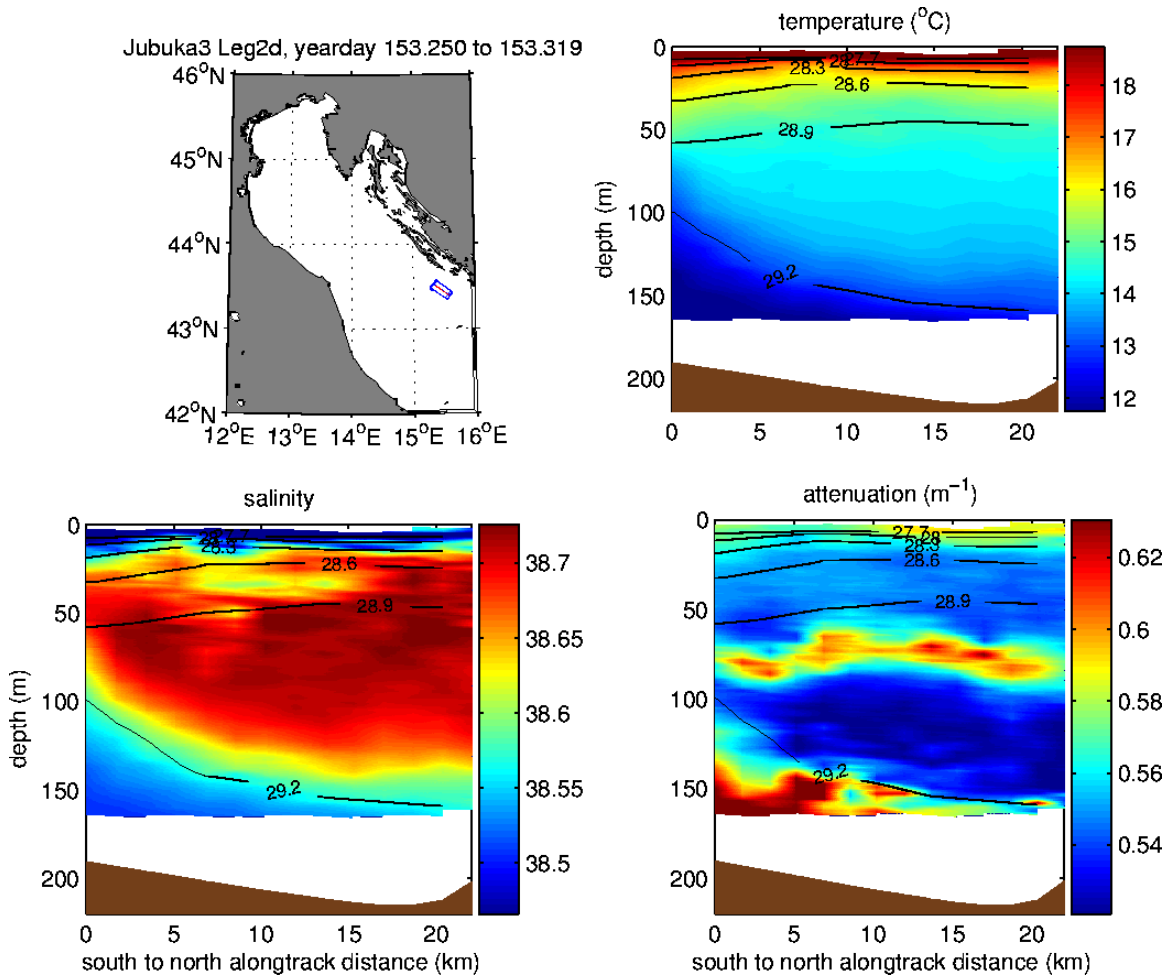 Jubuka3 Leg2d, yearday 153.250 to 153.319
46°N
45°N
44°N
43°N
42°N
12°E 13°E 14°E 15°E 16°E
temperature (°C)
0
50
100
150
200
depth (m)
28.3
28.6
28.9
29.2
0 5 10 15 20
18
17
16
15
14
13
12
salinity
0
50
100
150
200
depth (m)
28.3
28.6
28.9
29.2
0 5 10 15 20
south to north alongtrack distance (km)
38.7
38.65
38.6
38.55
38.5
attenuation (m⁻¹)
0
50
100
150
200
27.7
28
28.3
28.6
28.9
29.2
0 5 10 15 20
south to north alongtrack distance (km)
0.62
0.6
0.58
0.56
0.54